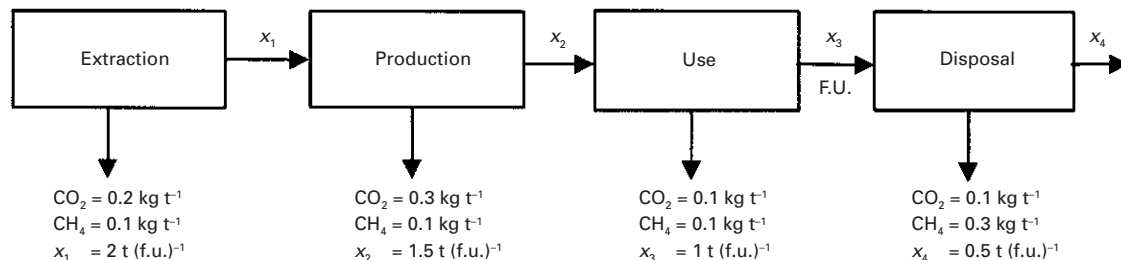 Extraction
x₁
Production
x₂
Use
x₃
F.U.
Disposal
x₄
CO₂ = 0.2 kg t⁻¹
CH₄ = 0.1 kg t⁻¹
x₁ = 2 t (f.u.)⁻¹
CO₂ = 0.3 kg t⁻¹
CH₄ = 0.1 kg t⁻¹
x₂ = 1.5 t (f.u.)⁻¹
CO₂ = 0.1 kg t⁻¹
CH₄ = 0.1 kg t⁻¹
x₃ = 1 t (f.u.)⁻¹
CO₂ = 0.1 kg t⁻¹
CH₄ = 0.3 kg t⁻¹
x₄ = 0.5 t (f.u.)⁻¹